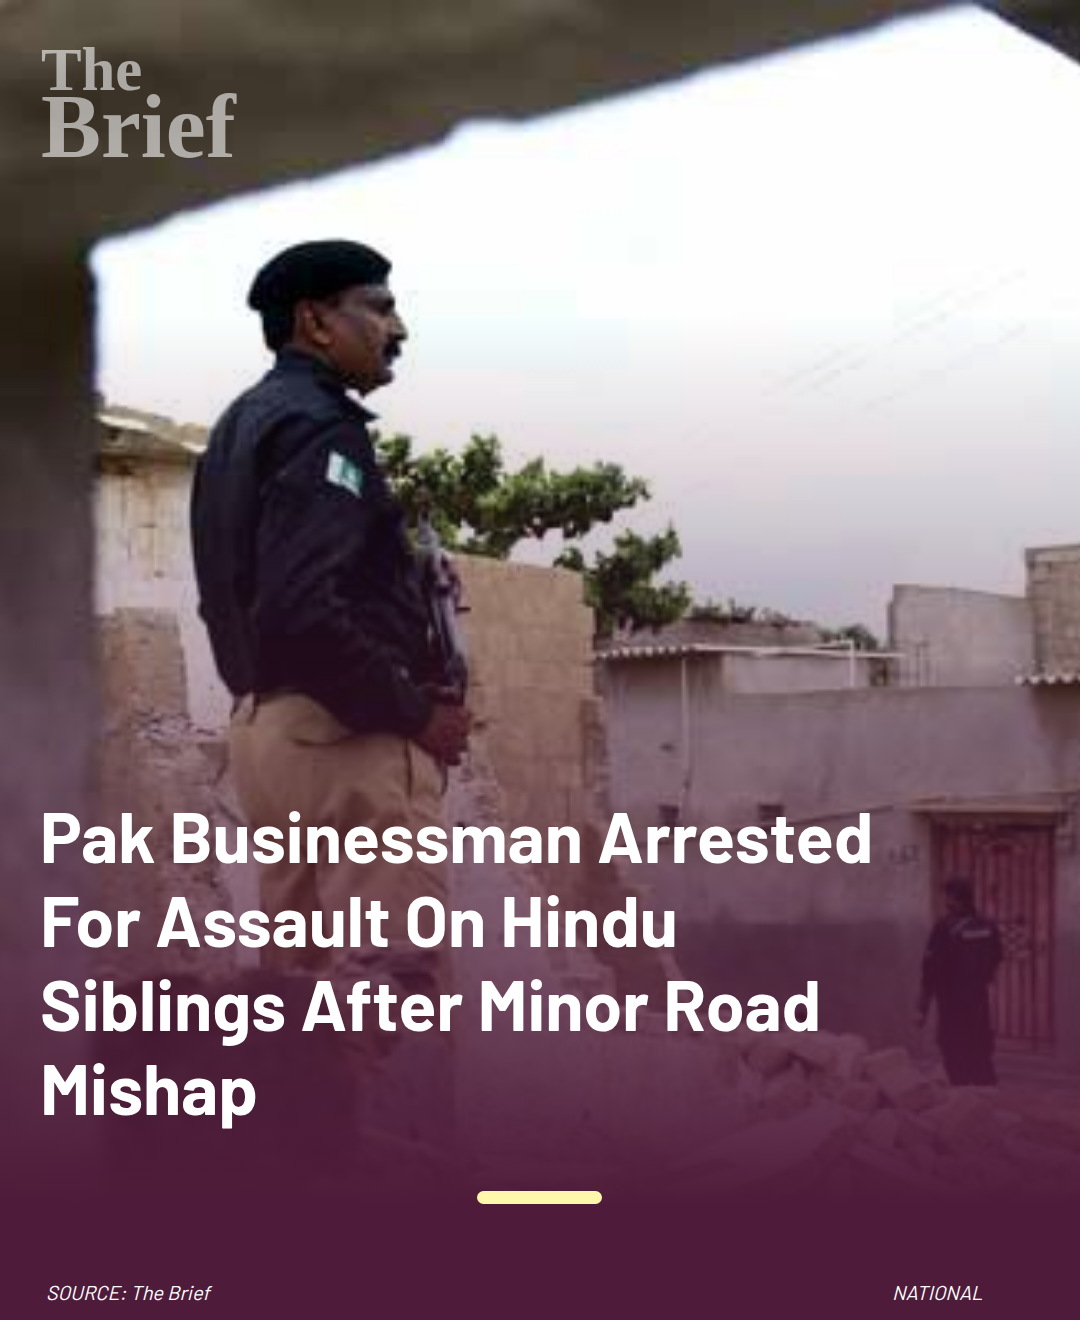 The
Brief
Pak Businessman Arrested
For Assault On Hindu
Siblings After Minor Road
Mishap
SOURCE: The Brief
NATIONAL